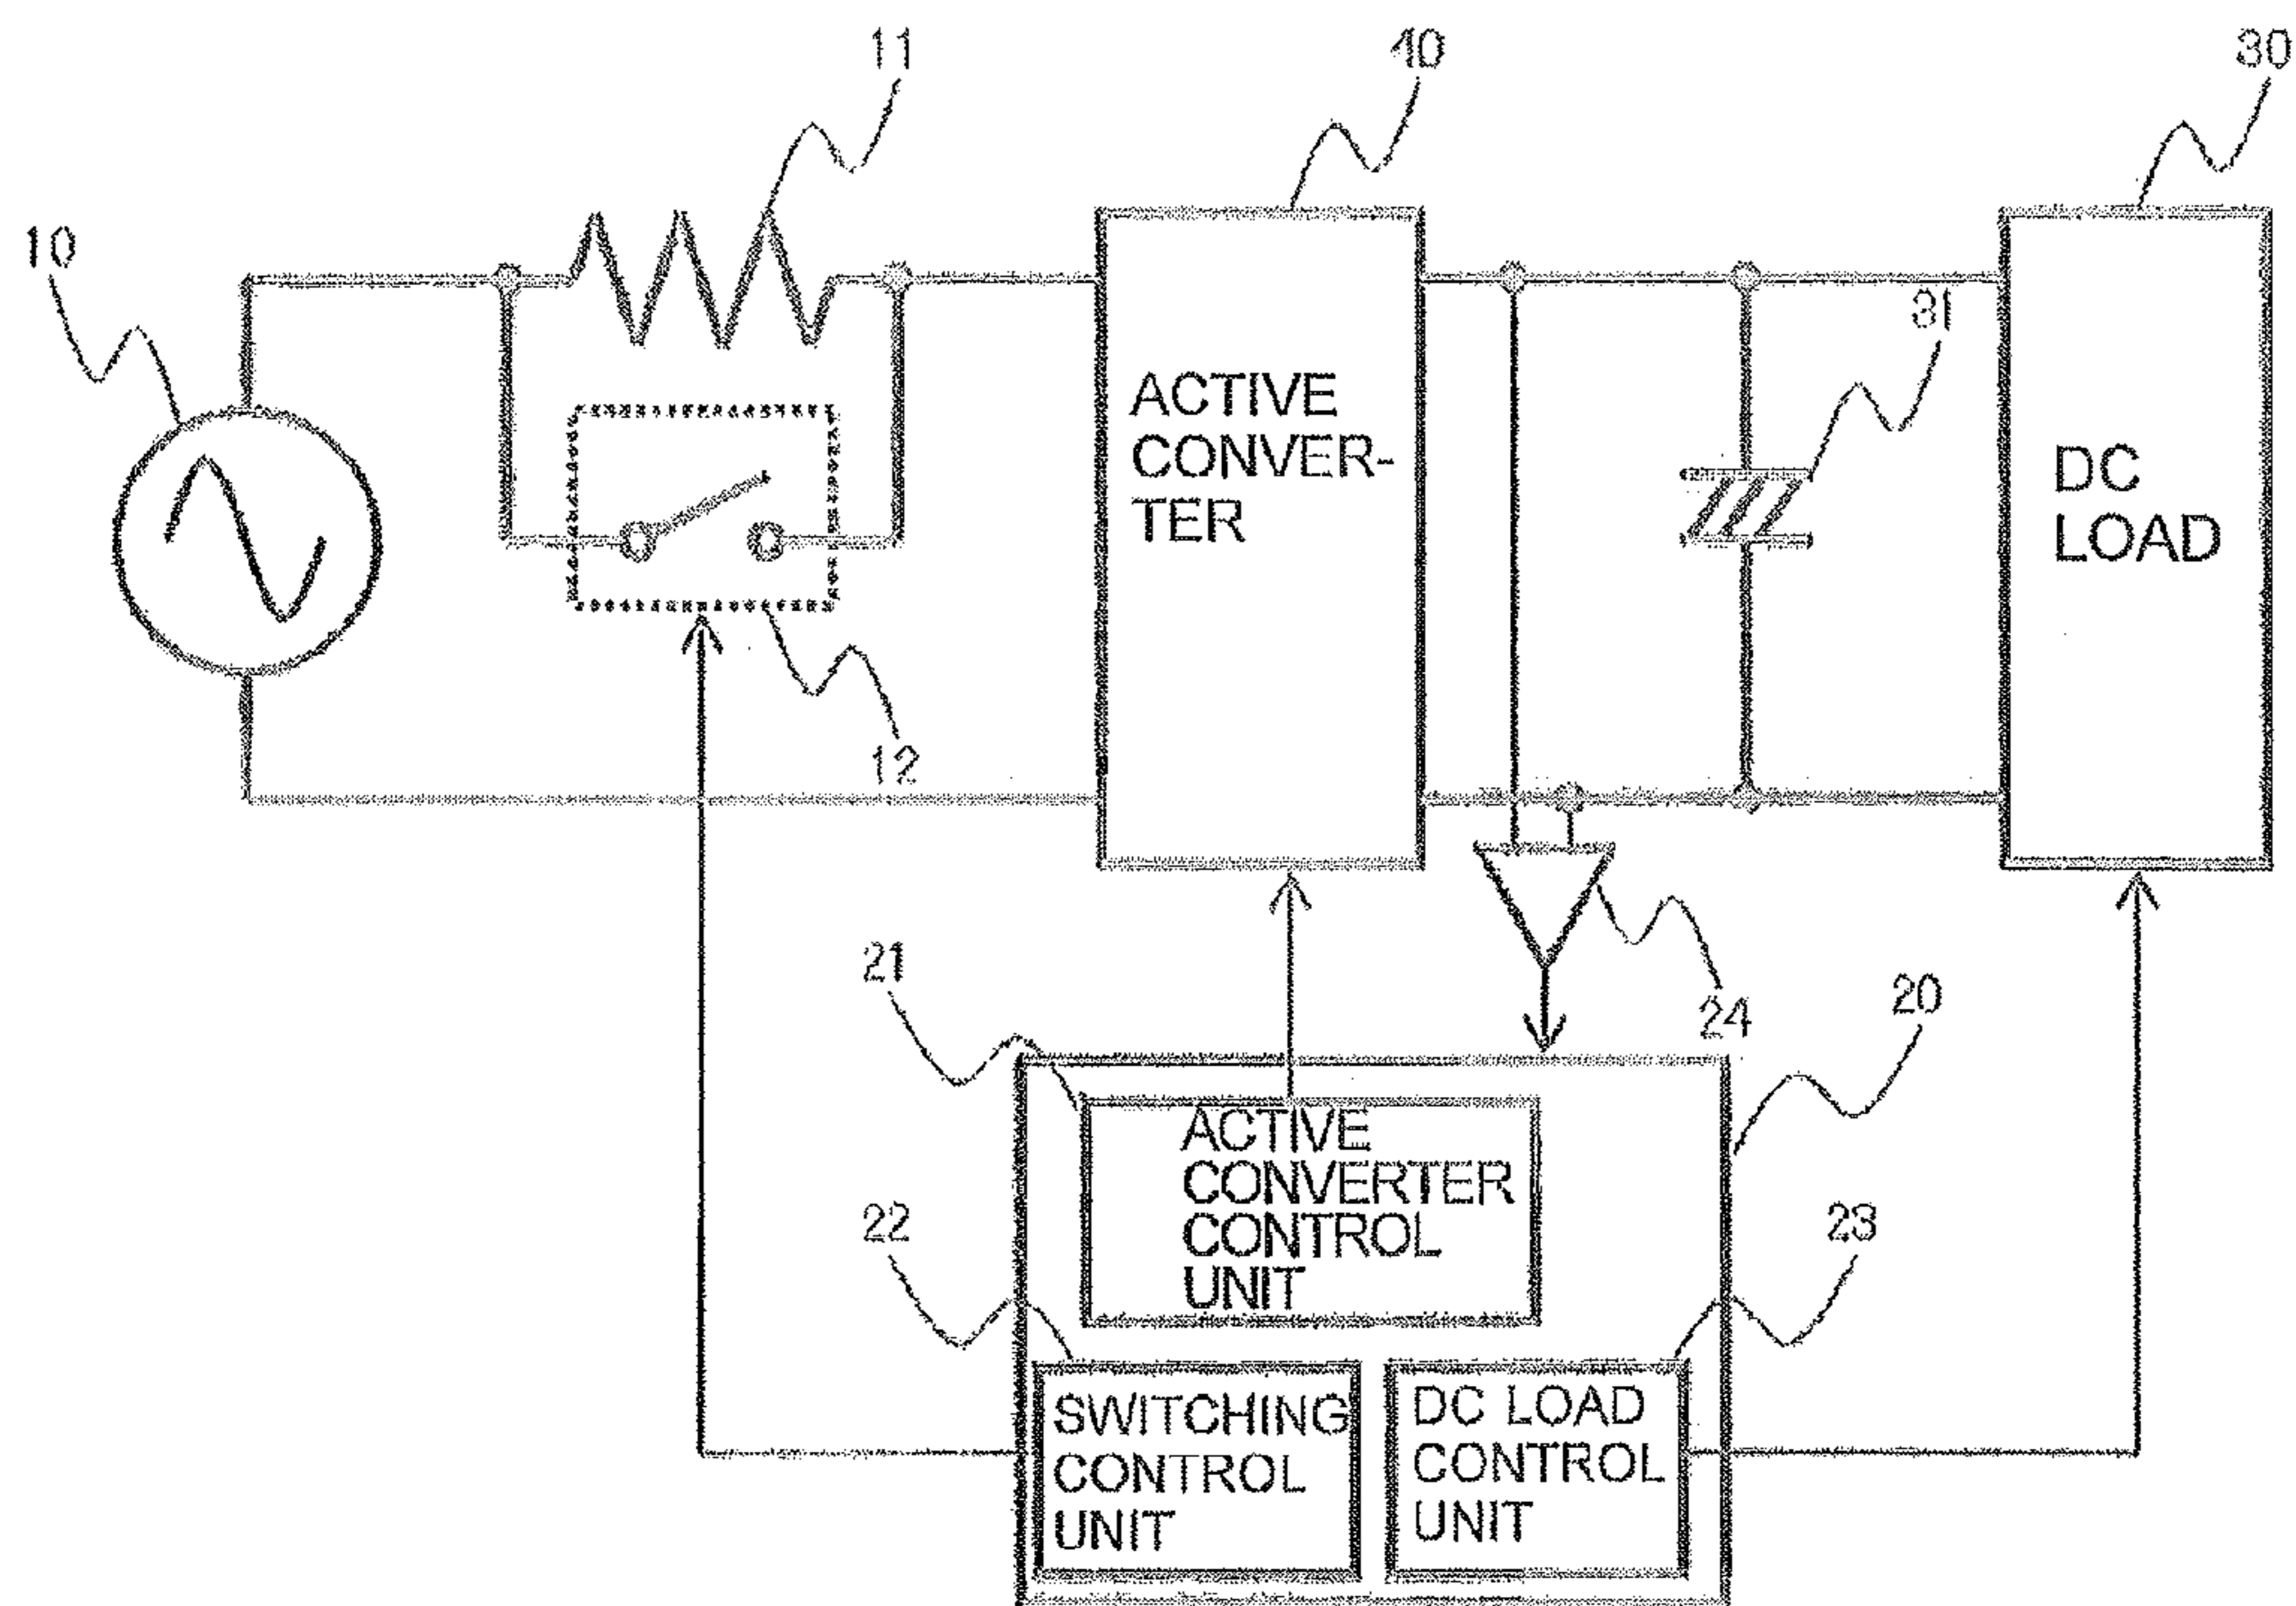 11
40
30
10
31
ACTIVE
CONVER-
TER
DC
LOAD
12
21
24
20
ACTIVE
CONVERTER
CONTROL
UNIT
22
23
SWITCHING
CONTROL
UNIT
DC LOAD
CONTROL
UNIT